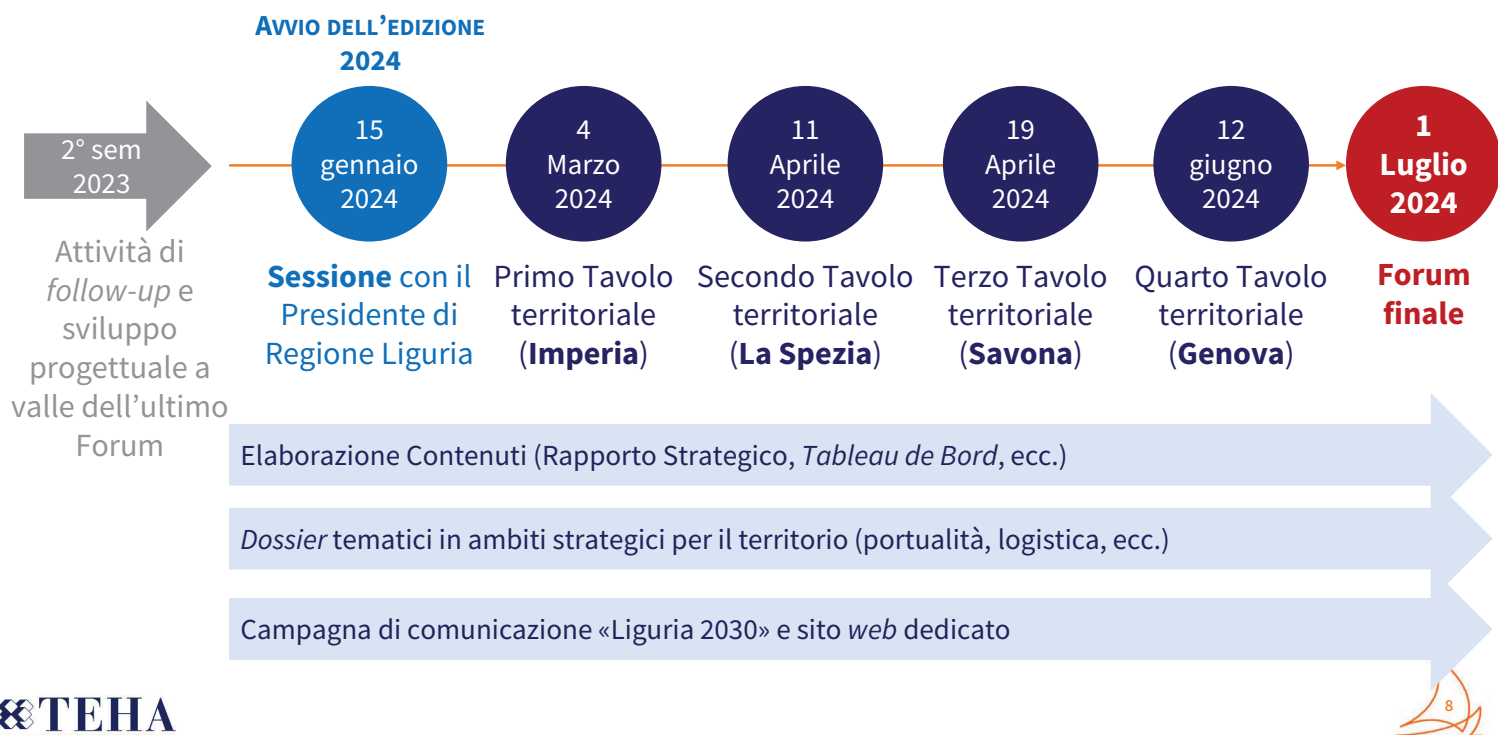 AVVIO DELL'EDIZIONE
2024
2° sem
2023
15
gennaio
2024
4
Marzo
2024
11
Aprile
2024
19
Aprile
2024
12
giugno
2024
1
Luglio
2024
Attività di
follow-up e
sviluppo
progettuale a
valle dell'ultimo
Forum
Sessione con il
Presidente di
Regione Liguria
Primo Tavolo
territoriale
(Imperia)
Secondo Tavolo
territoriale
(La Spezia)
Terzo Tavolo
territoriale
(Savona)
Quarto Tavolo
territoriale
(Genova)
Forum
finale
Elaborazione Contenuti (Rapporto Strategico, Tableau de Bord, ecc.)
Dossier tematici in ambiti strategici per il territorio (portualità, logistica, ecc.)
Campagna di comunicazione «Liguria 2030» e sito web dedicato
TEHA
8